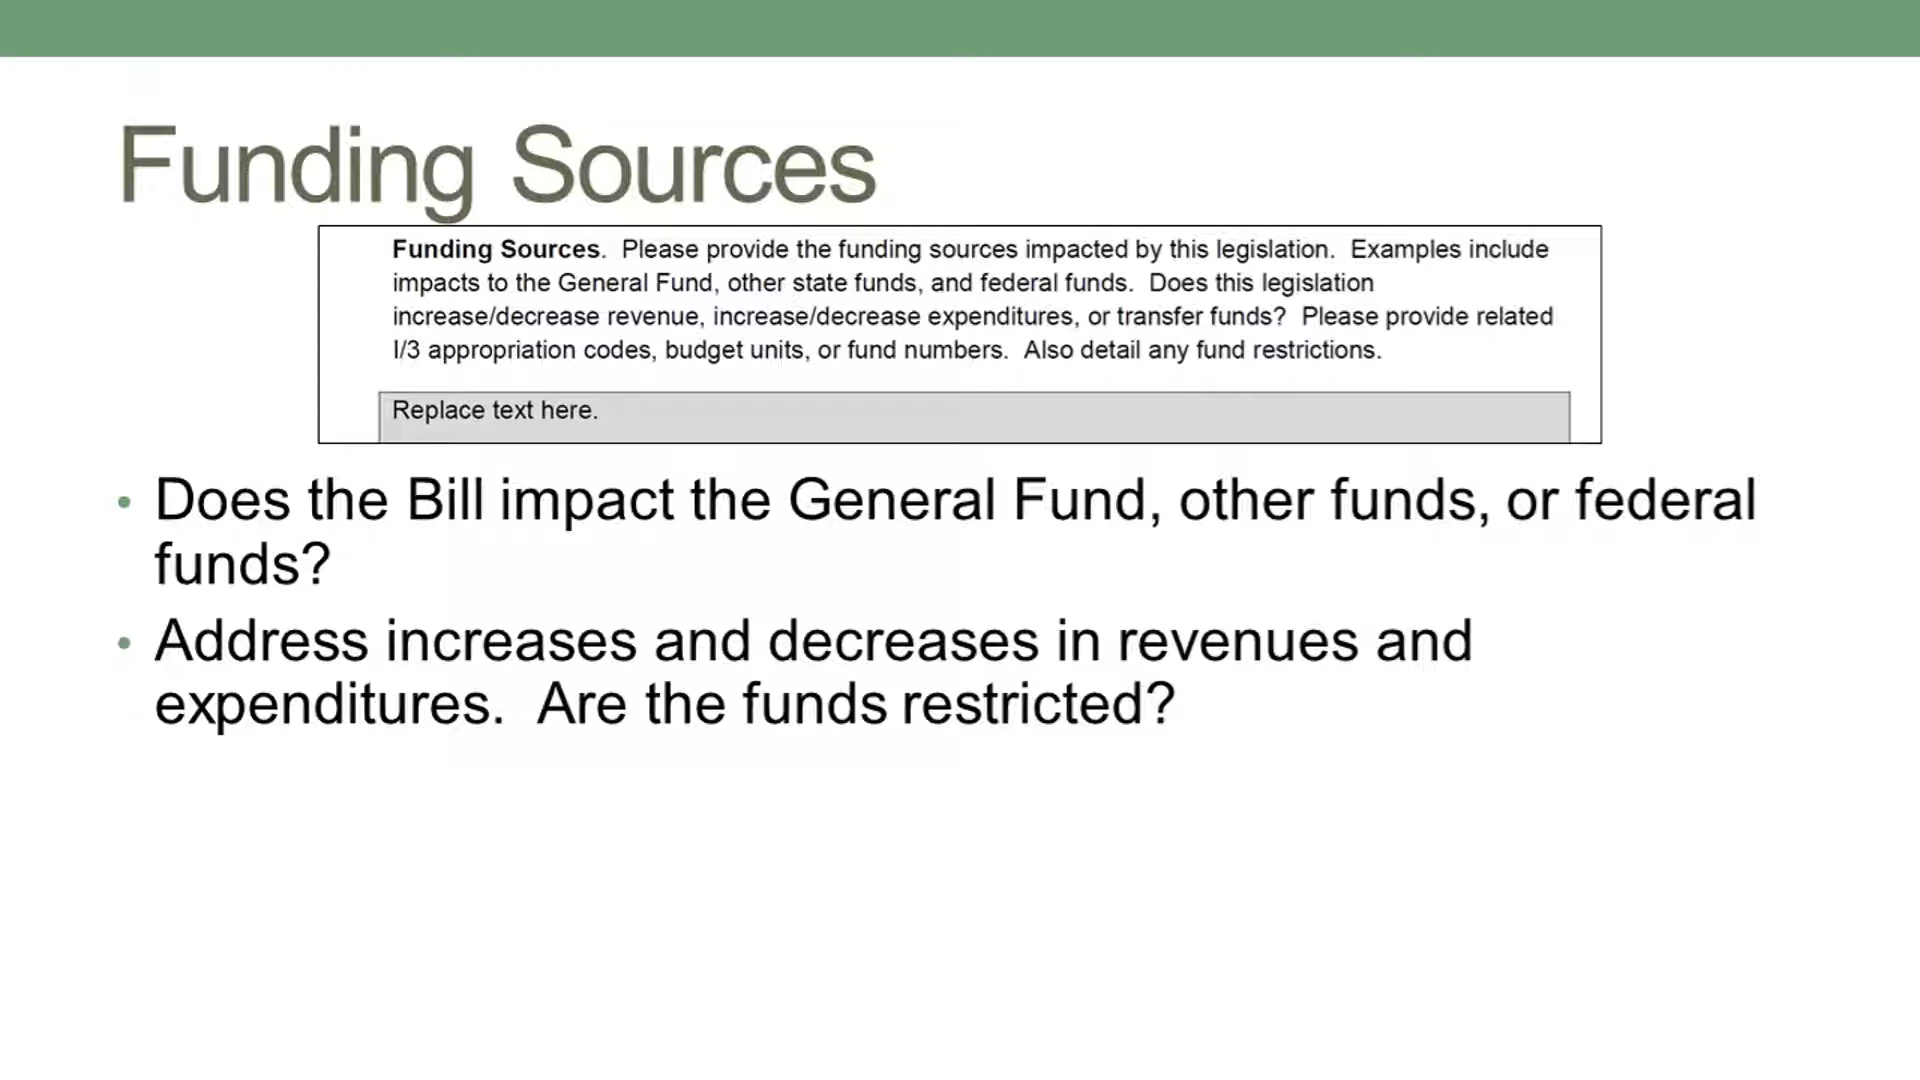 Funding Sources
Funding Sources.  Please provide the funding sources impacted by this legislation.  Examples include
impacts to the General Fund, other state funds, and federal funds.  Does this legislation
increase/decrease revenue, increase/decrease expenditures, or transfer funds?  Please provide related
I/3 appropriation codes, budget units, or fund numbers.  Also detail any fund restrictions.
Replace text here.
• Does the Bill impact the General Fund, other funds, or federal
funds?
• Address increases and decreases in revenues and
expenditures.  Are the funds restricted?